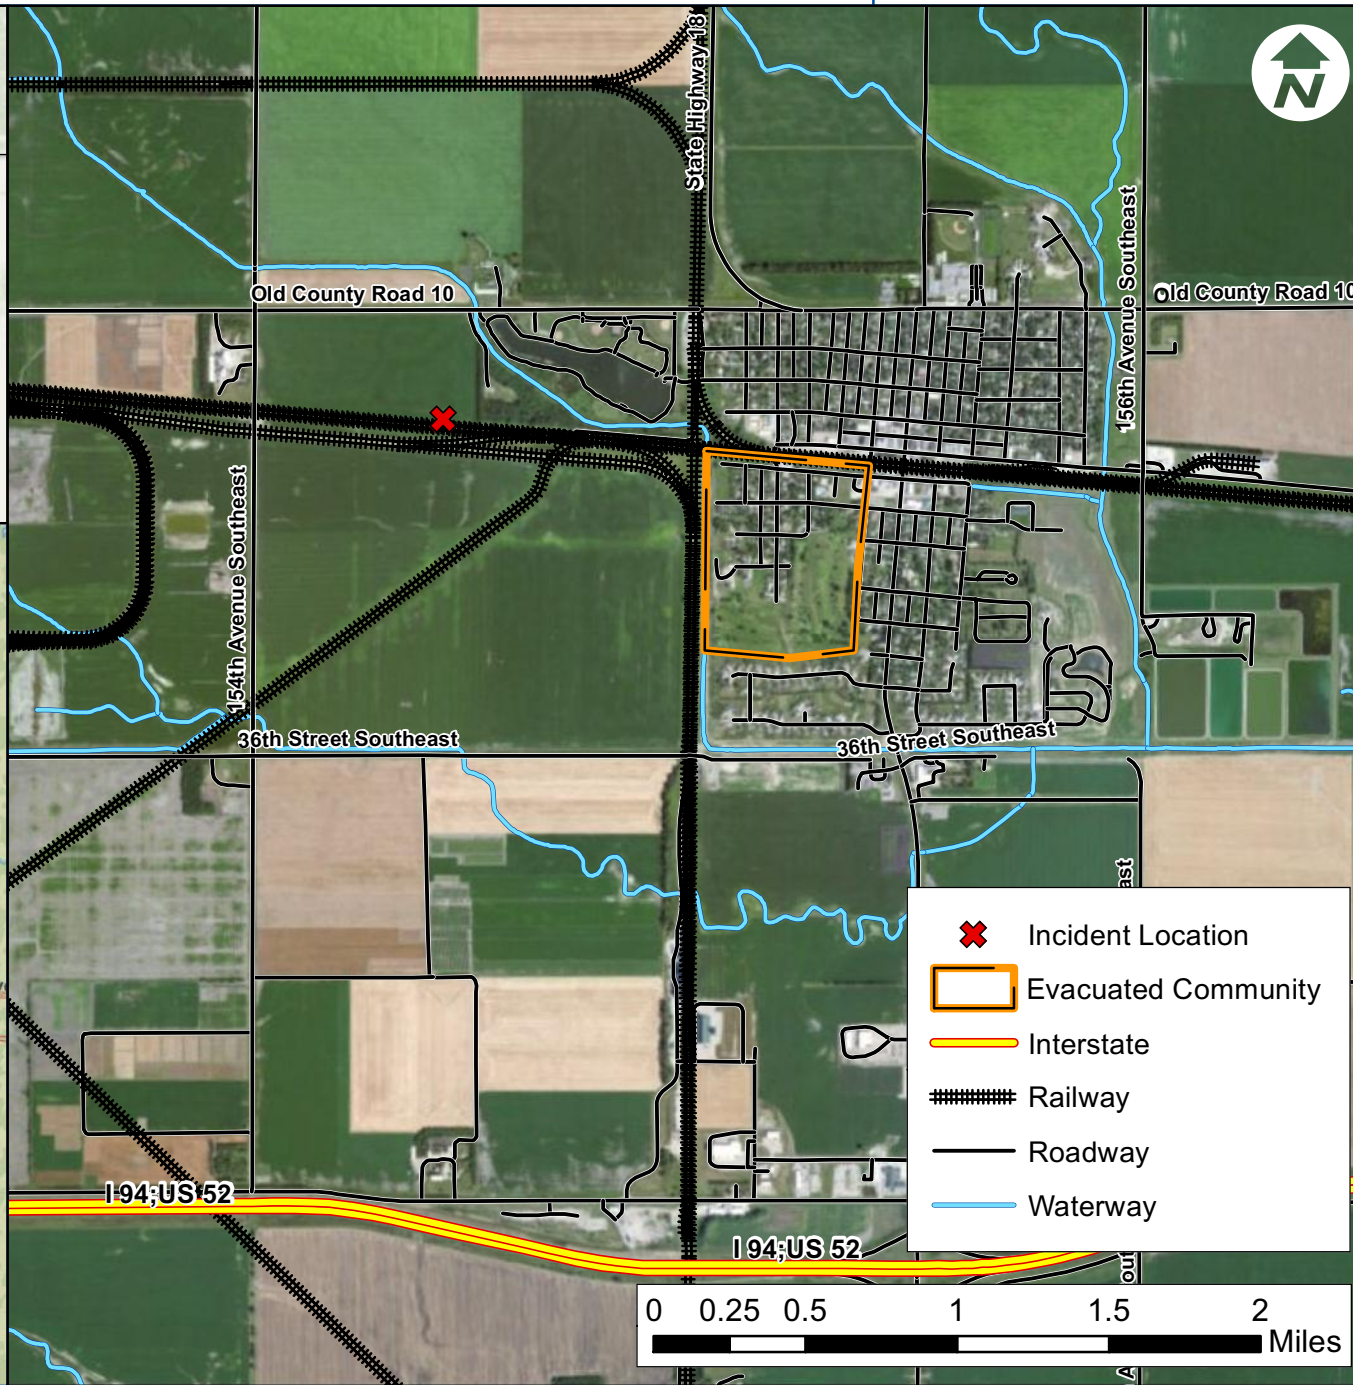 N
State Highway 18
156th Avenue Southeast
Old County Road 10
Old County Road 10
154th Avenue Southeast
36th Street Southeast
36th Street Southeast
Incident Location
Evacuated Community
Interstate
Railway
Roadway
Waterway
I 94;US 52
I 94;US 52
0 0.25 0.5 1 1.5 2
Miles